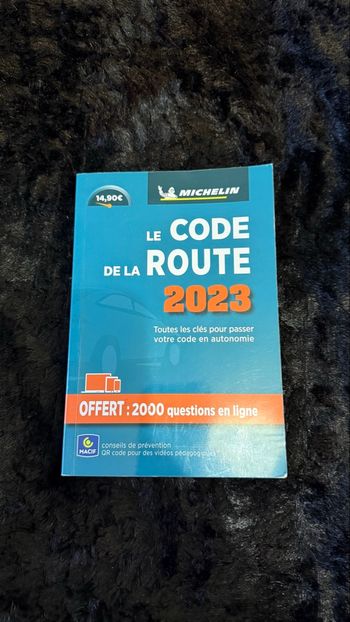 14,90€
MICHELIN
LE CODE
DE LA ROUTE
2023
Toutes les clés pour passer
votre code en autonomie
OFFERT : 2000 questions en ligne
MACIF
conseils de prévention
QR code pour des vidéos pédagogiques